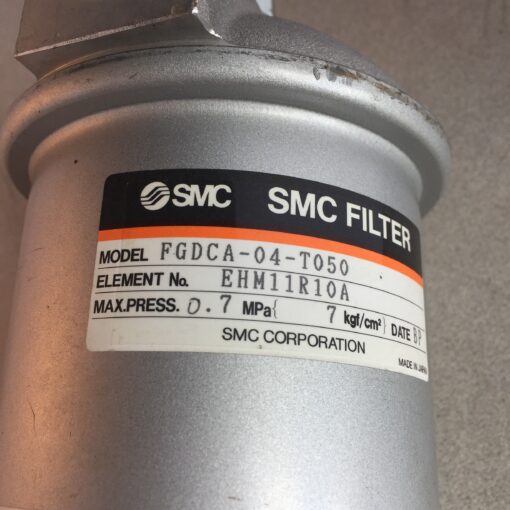 SMC SMC FILTER
MODEL FGDCA-04-T050
ELEMENT No. EHM11R10A
MAX.PRESS. 0.7 MPa{ 7 kgf/cm²} DATE BP
SMC CORPORATION MADE IN JAPAN